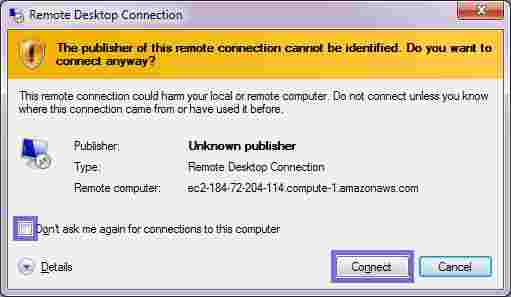 Remote Desktop Connection
The publisher of this remote connection cannot be identified. Do you want to
connect anyway?
This remote connection could harm your local or remote computer. Do not connect unless you know
where this connection came from or have used it before.
Publisher: Unknown publisher
Type: Remote Desktop Connection
Remote computer: ec2-184-72-204-114.compute-1.amazonaws.com
Don't ask me again for connections to this computer
Details Connect Cancel